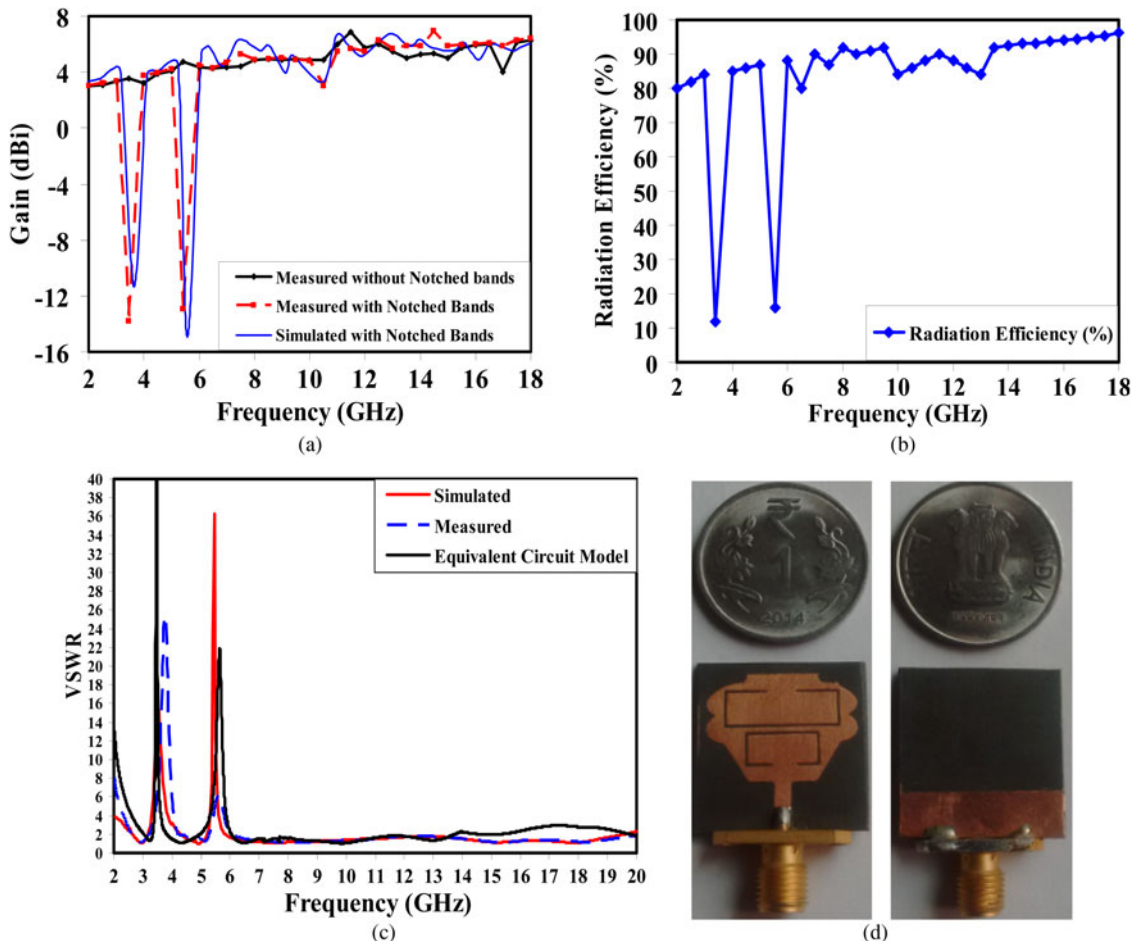 8
4
0
-4
-8
-12
-16
Gain (dBi)
Measured without Notched bands
Measured with Notched Bands
Simulated with Notched Bands
2 4 6 8 10 12 14 16 18
Frequency (GHz)
(a)
100
90
80
70
60
50
40
30
20
10
0
Radiation Efficiency (%)
Radiation Efficiency (%)
2 4 6 8 10 12 14 16 18
Frequency (GHz)
(b)
40
38
36
34
32
30
28
26
24
22
20
18
16
14
12
10
8
6
4
2
0
VSWR
Simulated
Measured
Equivalent Circuit Model
2 3 4 5 6 7 8 9 10 11 12 13 14 15 16 17 18 19 20
Frequency (GHz)
(c)
₹
1
2014
INDIA
(d)